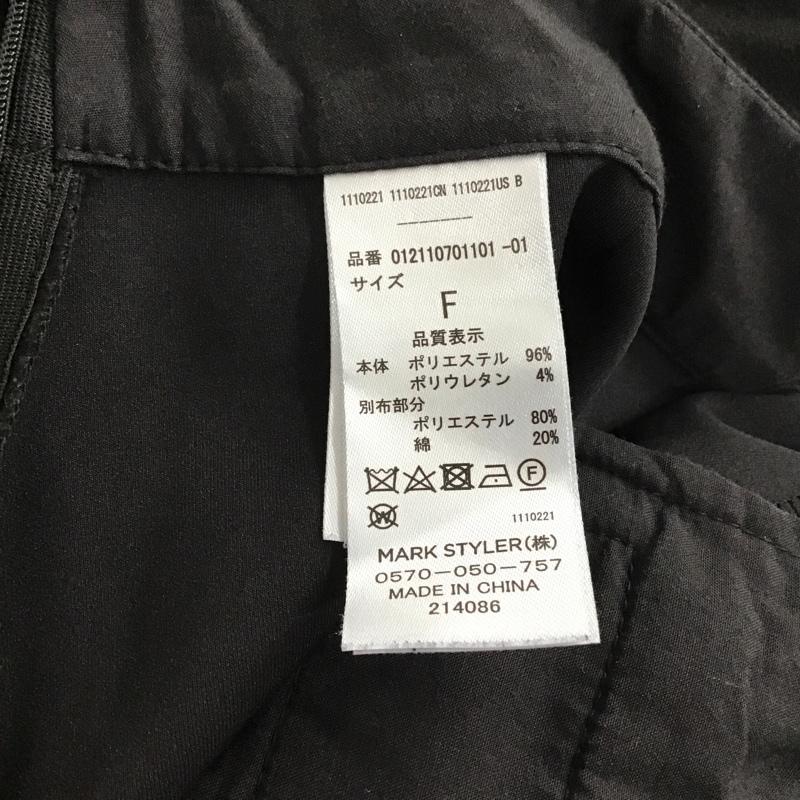 1110221 1110221CN 1110221US B
-------
品番 012110701101 -01
サイズ
F
品質表示
本体 ポリエステル 96%
ポリウレタン 4%
別布部分
ポリエステル 80%
綿 20%
F
W 1110221
MARK STYLER(株)
0570-050-757
MADE IN CHINA
214086